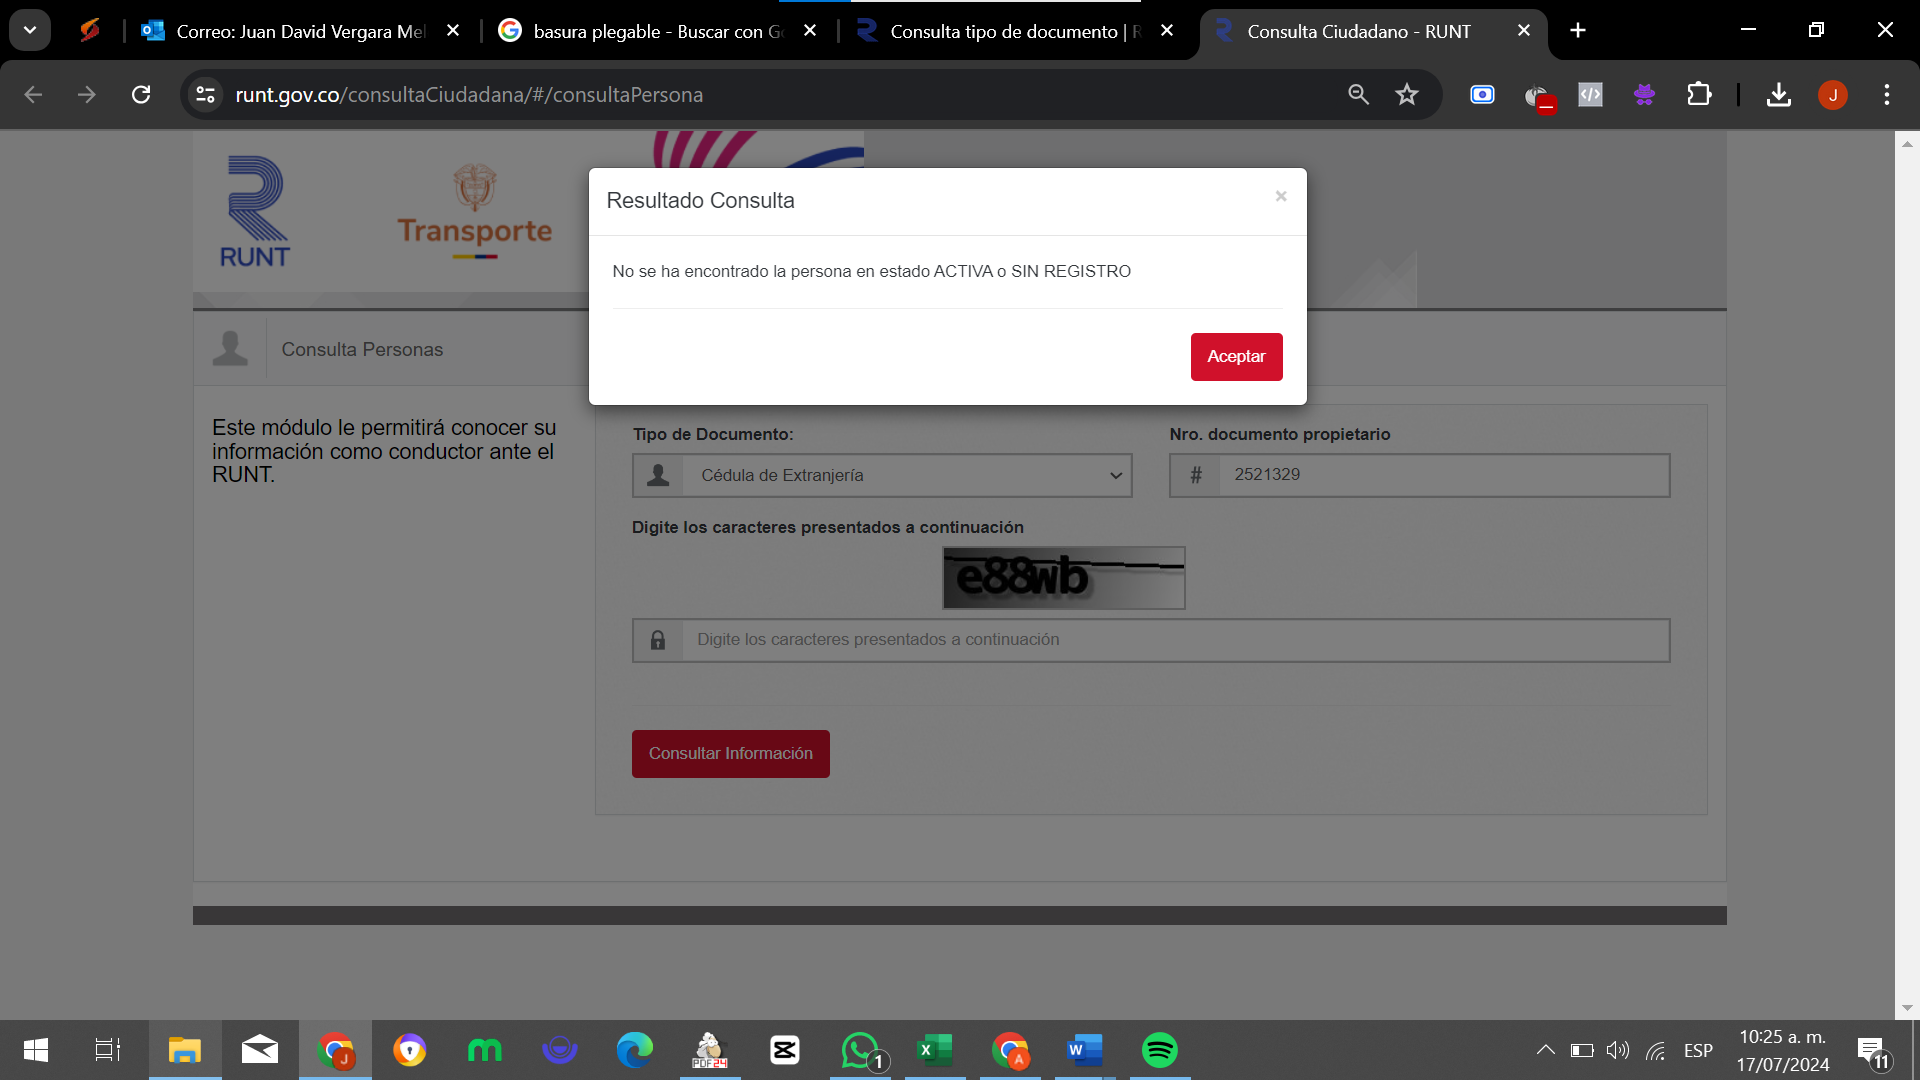 Correo: Juan David Vergara Mel
basura plegable - Buscar con Go
Consulta tipo de documento | R
Consulta Ciudadano - RUNT
runt.gov.co/consultaCiudadana/#/consultaPersona
J
RUNT
Transporte
Resultado Consulta
×
No se ha encontrado la persona en estado ACTIVA o SIN REGISTRO
Aceptar
Consulta Personas
Este módulo le permitirá conocer su
información como conductor ante el
RUNT.
Tipo de Documento:
Nro. documento propietario
Cédula de Extranjería
# 2521329
Digite los caracteres presentados a continuación
e88wb
Digite los caracteres presentados a continuación
Consultar Información
J
PDF24
1
A
ESP
10:25 a. m.
17/07/2024
11